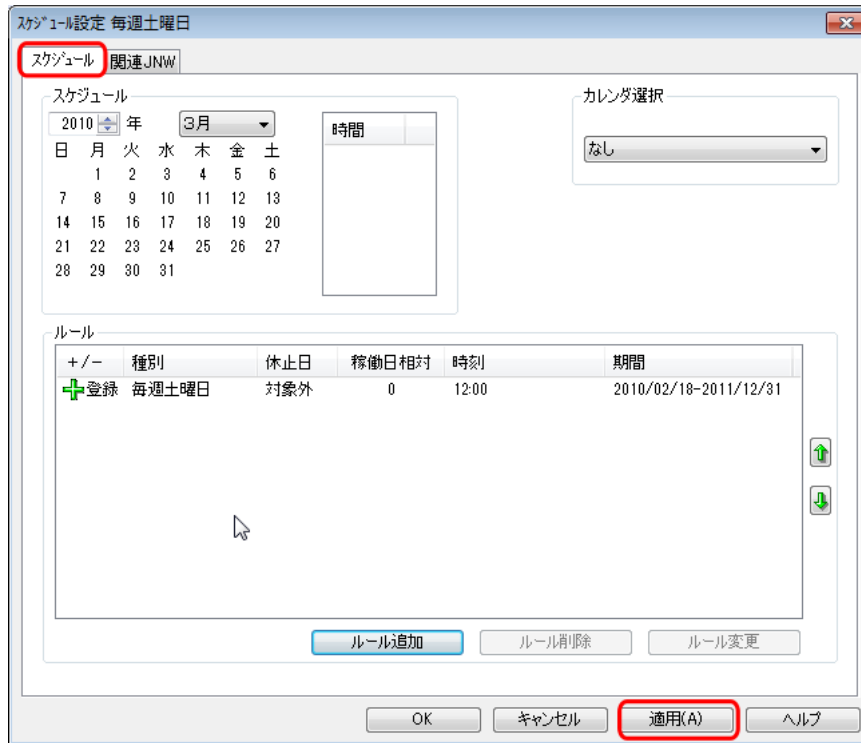 スケジュール設定 毎週土曜日
スケジュール 関連JNW
スケジュール
2010 年 3月
日 月 火 水 木 金 土
1 2 3 4 5 6
7 8 9 10 11 12 13
14 15 16 17 18 19 20
21 22 23 24 25 26 27
28 29 30 31
時間
カレンダ選択
なし
ルール
+/- 種別 休止日 稼働日相対 時刻 期間
登録 毎週土曜日 対象外 0 12:00 2010/02/18-2011/12/31
ルール追加 ルール削除 ルール変更
OK キャンセル 適用(A) ヘルプ